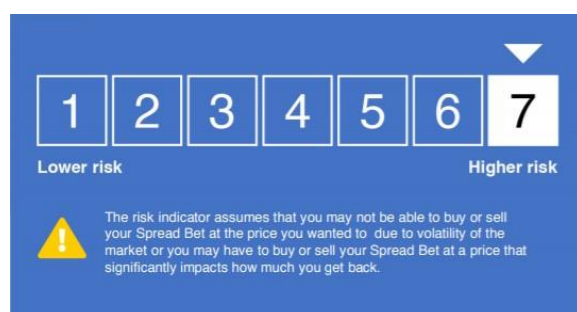 1 2 3 4 5 6 7
Lower risk Higher risk
The risk indicator assumes that you may not be able to buy or sell
your Spread Bet at the price you wanted to due to volatility of the
market or you may have to buy or sell your Spread Bet at a price that
significantly impacts how much you get back.